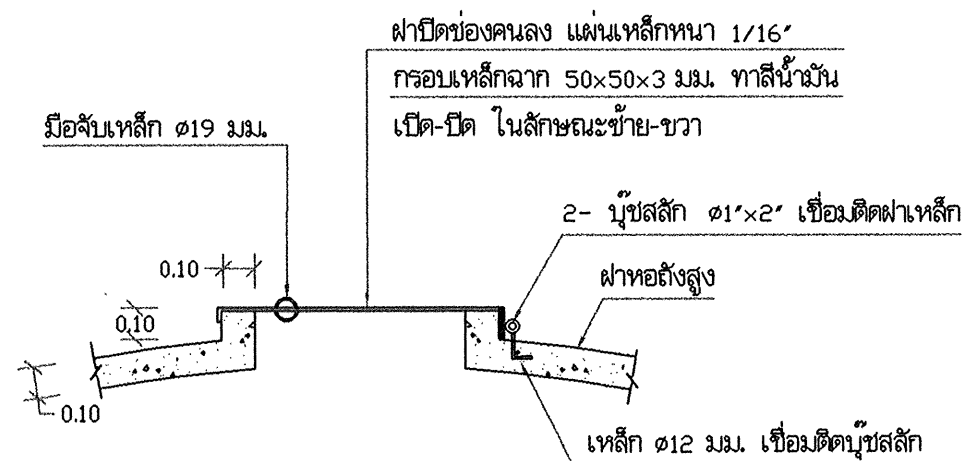 ฝาปิดช่องคนลง แผ่นเหล็กหนา 1/16"
กรอบเหล็กฉาก 50x50x3 มม. ทาสีน้ำมัน
เปิด-ปิด ในลักษณะซ้าย-ขวา
มือจับเหล็ก ø19 มม.
2- บุ๊ชสลัก ø1"x2" เชื่อมติดฝาเหล็ก
0.10
ฝาหอถังสูง
0.10
0.10
เหล็ก ø12 มม. เชื่อมติดบุ๊ชสลัก